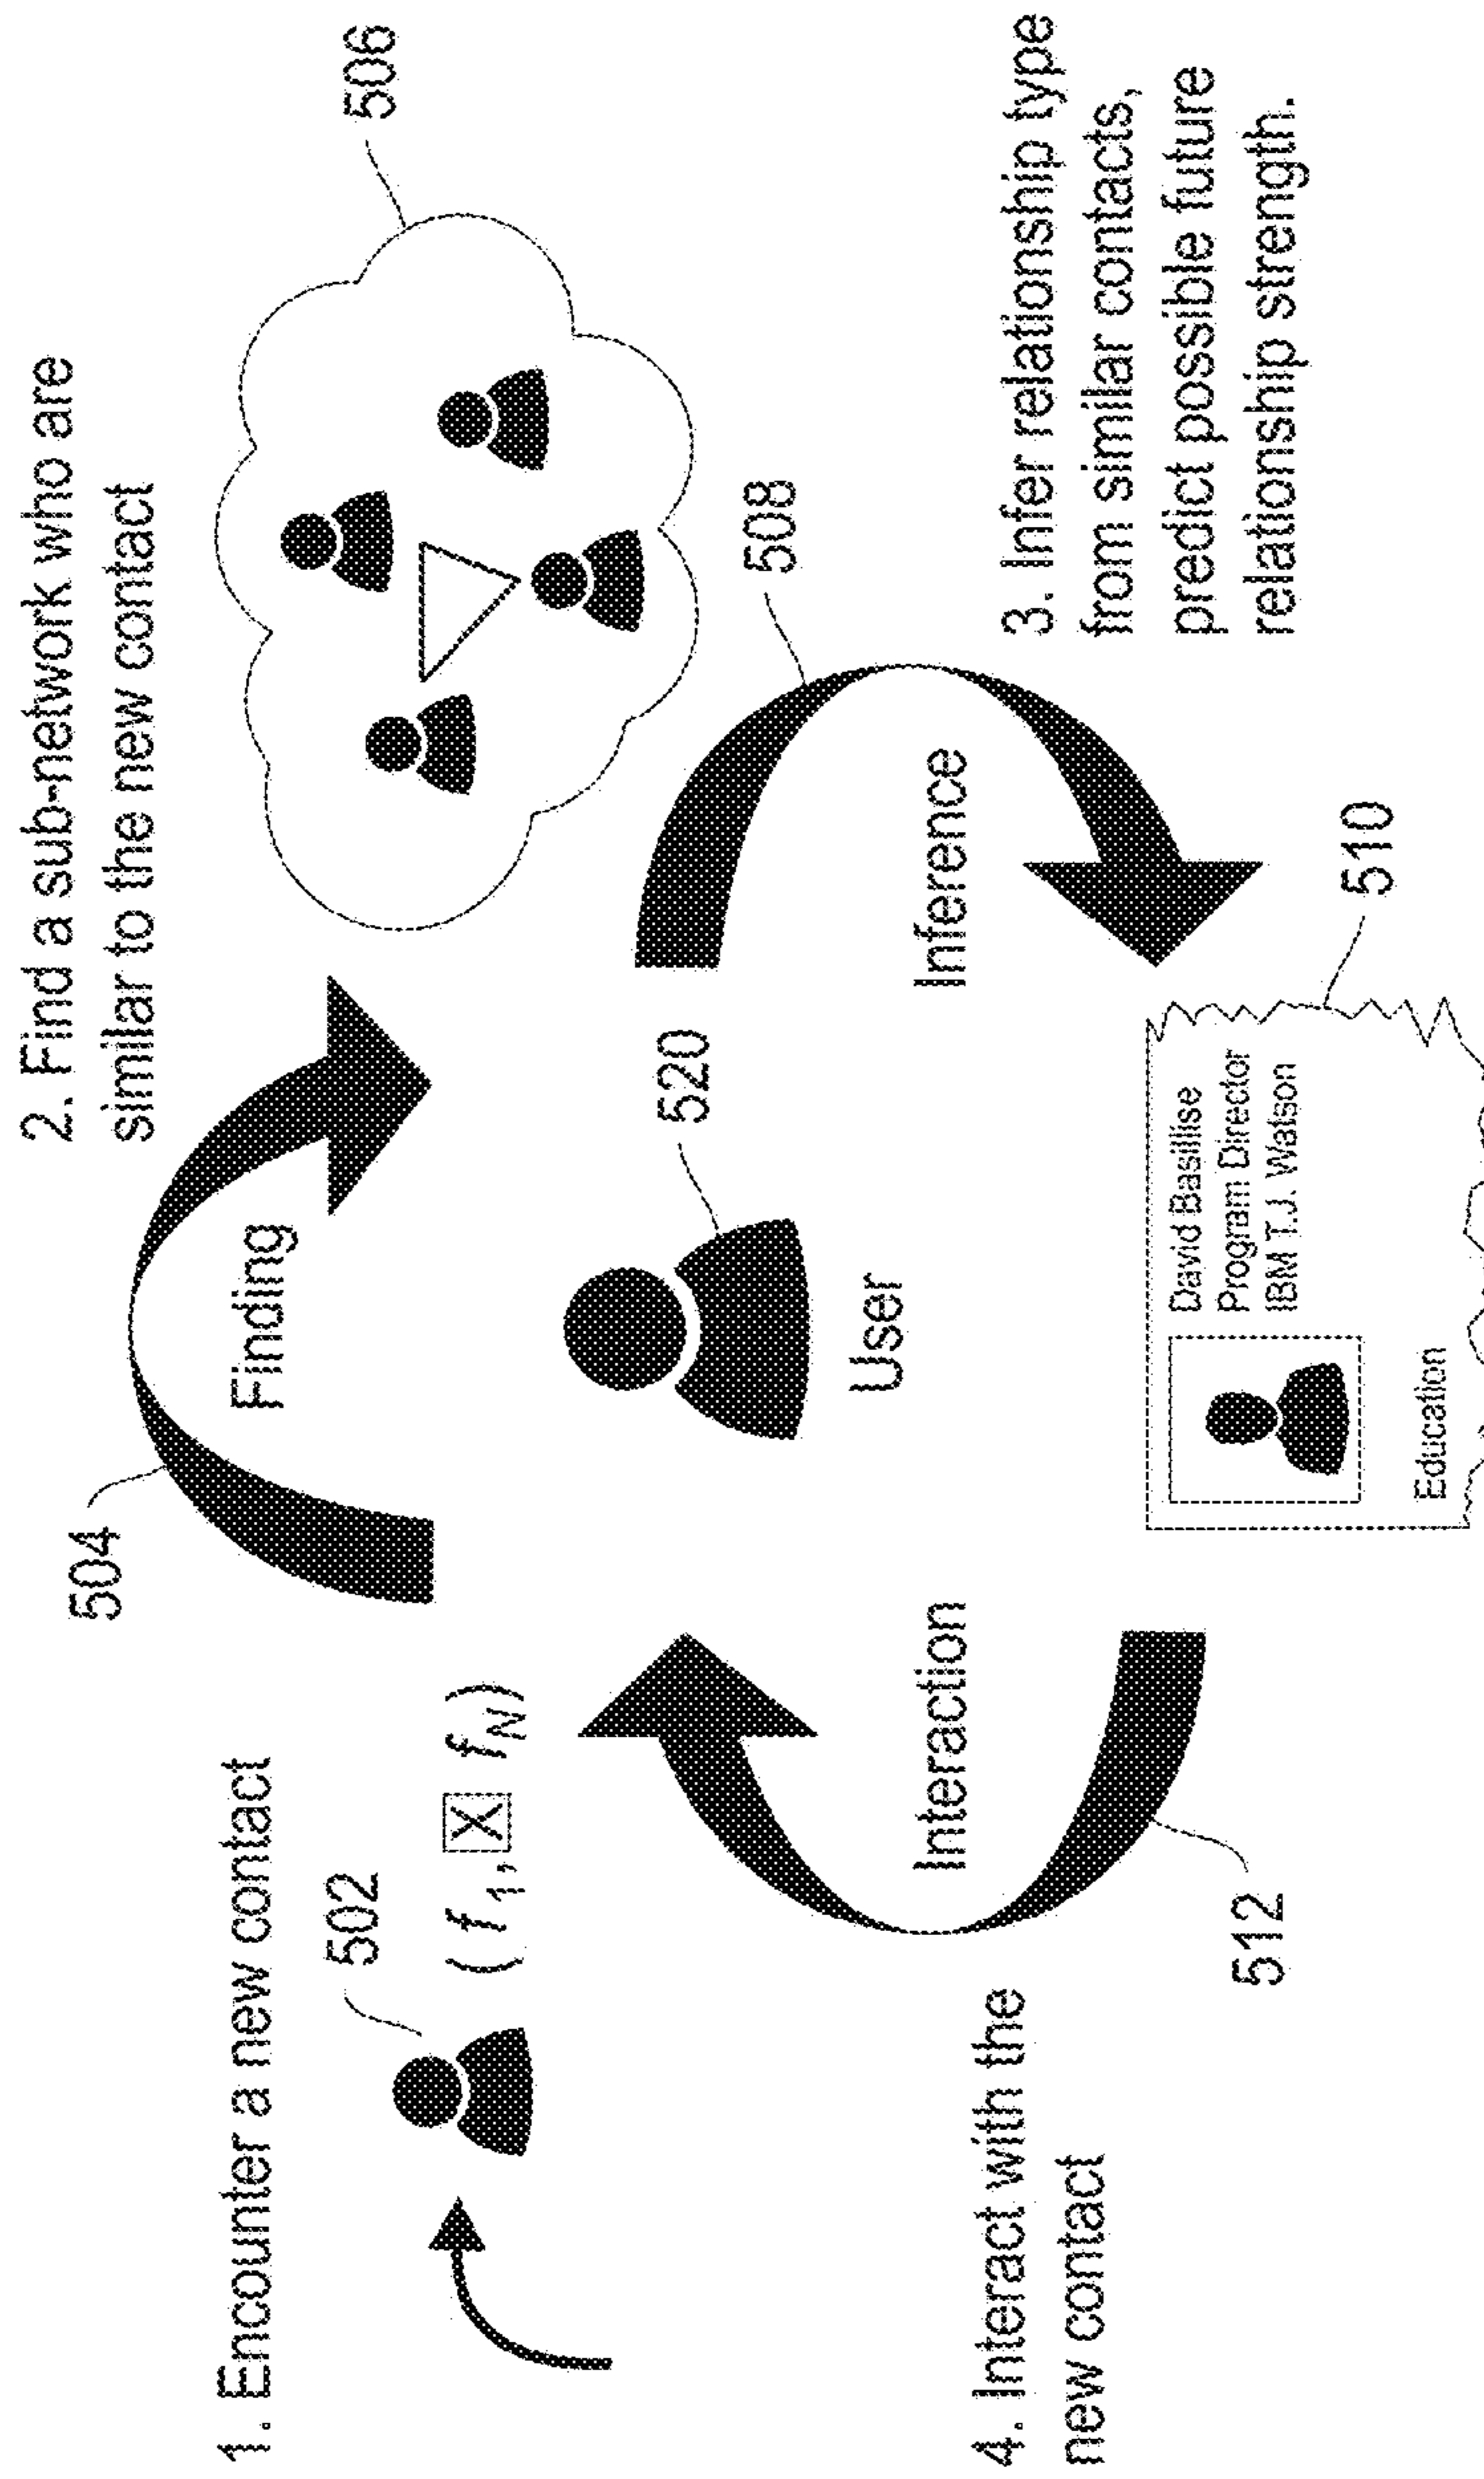 1. Encounter a new contact
502
( f1, X fN)
504
Finding
2. Find a sub-network who are
similar to the new contact
506
520
User
508
Inference
3. Infer relationship type
from similar contacts,
predict possible future
relationship strength.
510
David Basillise
Program Director
IBM T.J. Watson
Education
Interaction
512
4. Interact with the
new contact